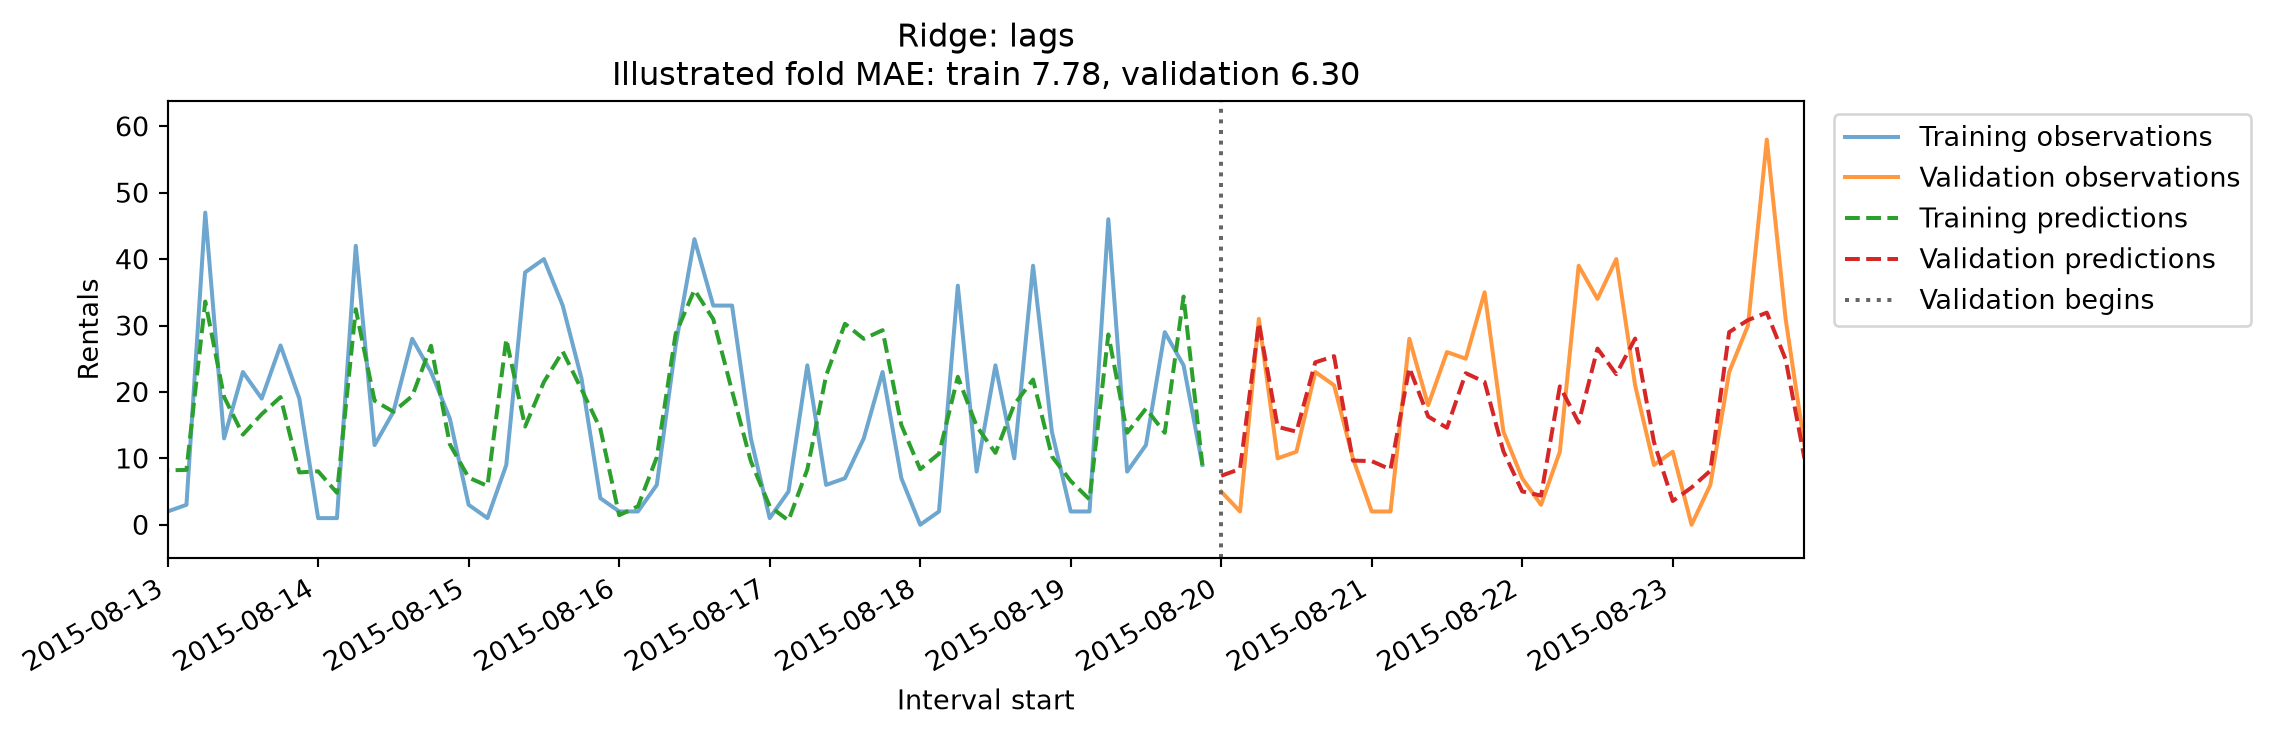 Ridge: lags
Illustrated fold MAE: train 7.78, validation 6.30
Rentals
60
50
40
30
20
10
0
2015-08-13
2015-08-14
2015-08-15
2015-08-16
2015-08-17
2015-08-18
2015-08-19
2015-08-20
2015-08-21
2015-08-22
2015-08-23
Interval start
Training observations
Validation observations
Training predictions
Validation predictions
Validation begins